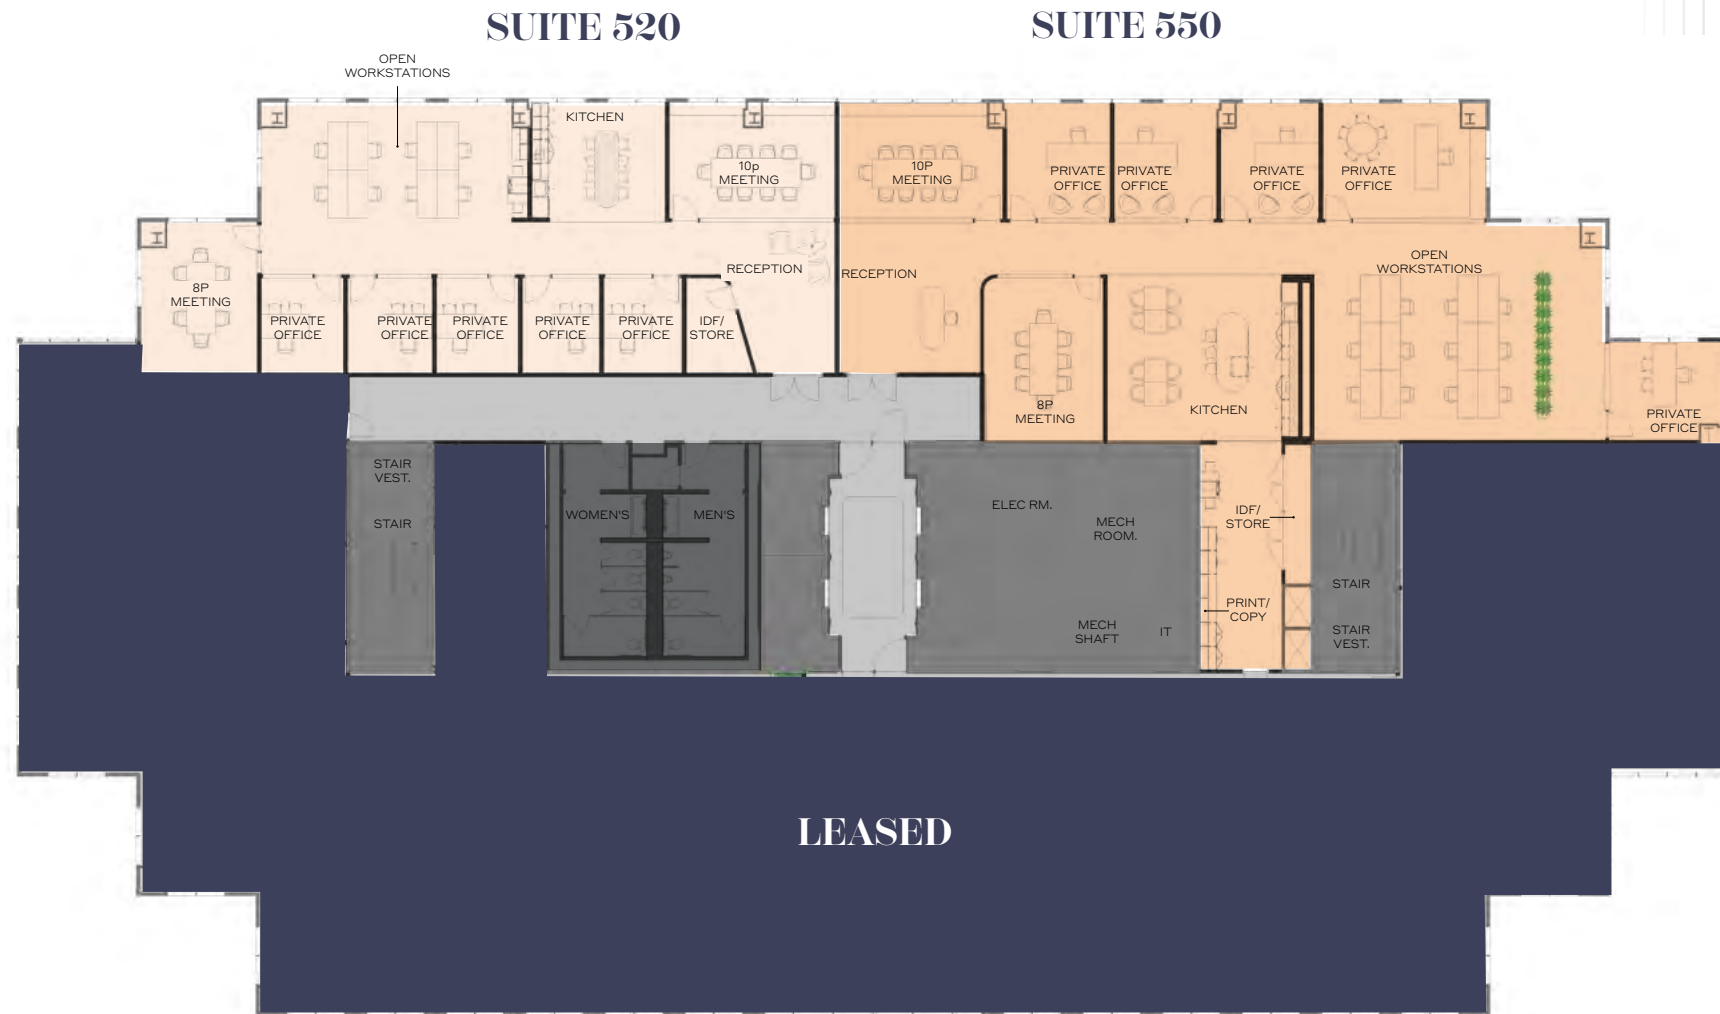 SUITE 520
SUITE 550
OPEN
WORKSTATIONS
KITCHEN
10p
MEETING
10P
MEETING
PRIVATE
OFFICE
PRIVATE
OFFICE
PRIVATE
OFFICE
PRIVATE
OFFICE
RECEPTION
RECEPTION
OPEN
WORKSTATIONS
8P
MEETING
PRIVATE
OFFICE
PRIVATE
OFFICE
PRIVATE
OFFICE
PRIVATE
OFFICE
PRIVATE
OFFICE
IDF/
STORE
8P
MEETING
KITCHEN
PRIVATE
OFFICE
STAIR
VEST.
STAIR
WOMEN'S
MEN'S
ELEC RM.
MECH
ROOM.
IDF/
STORE
STAIR
PRINT/
COPY
MECH
SHAFT
IT
STAIR
VEST.
LEASED